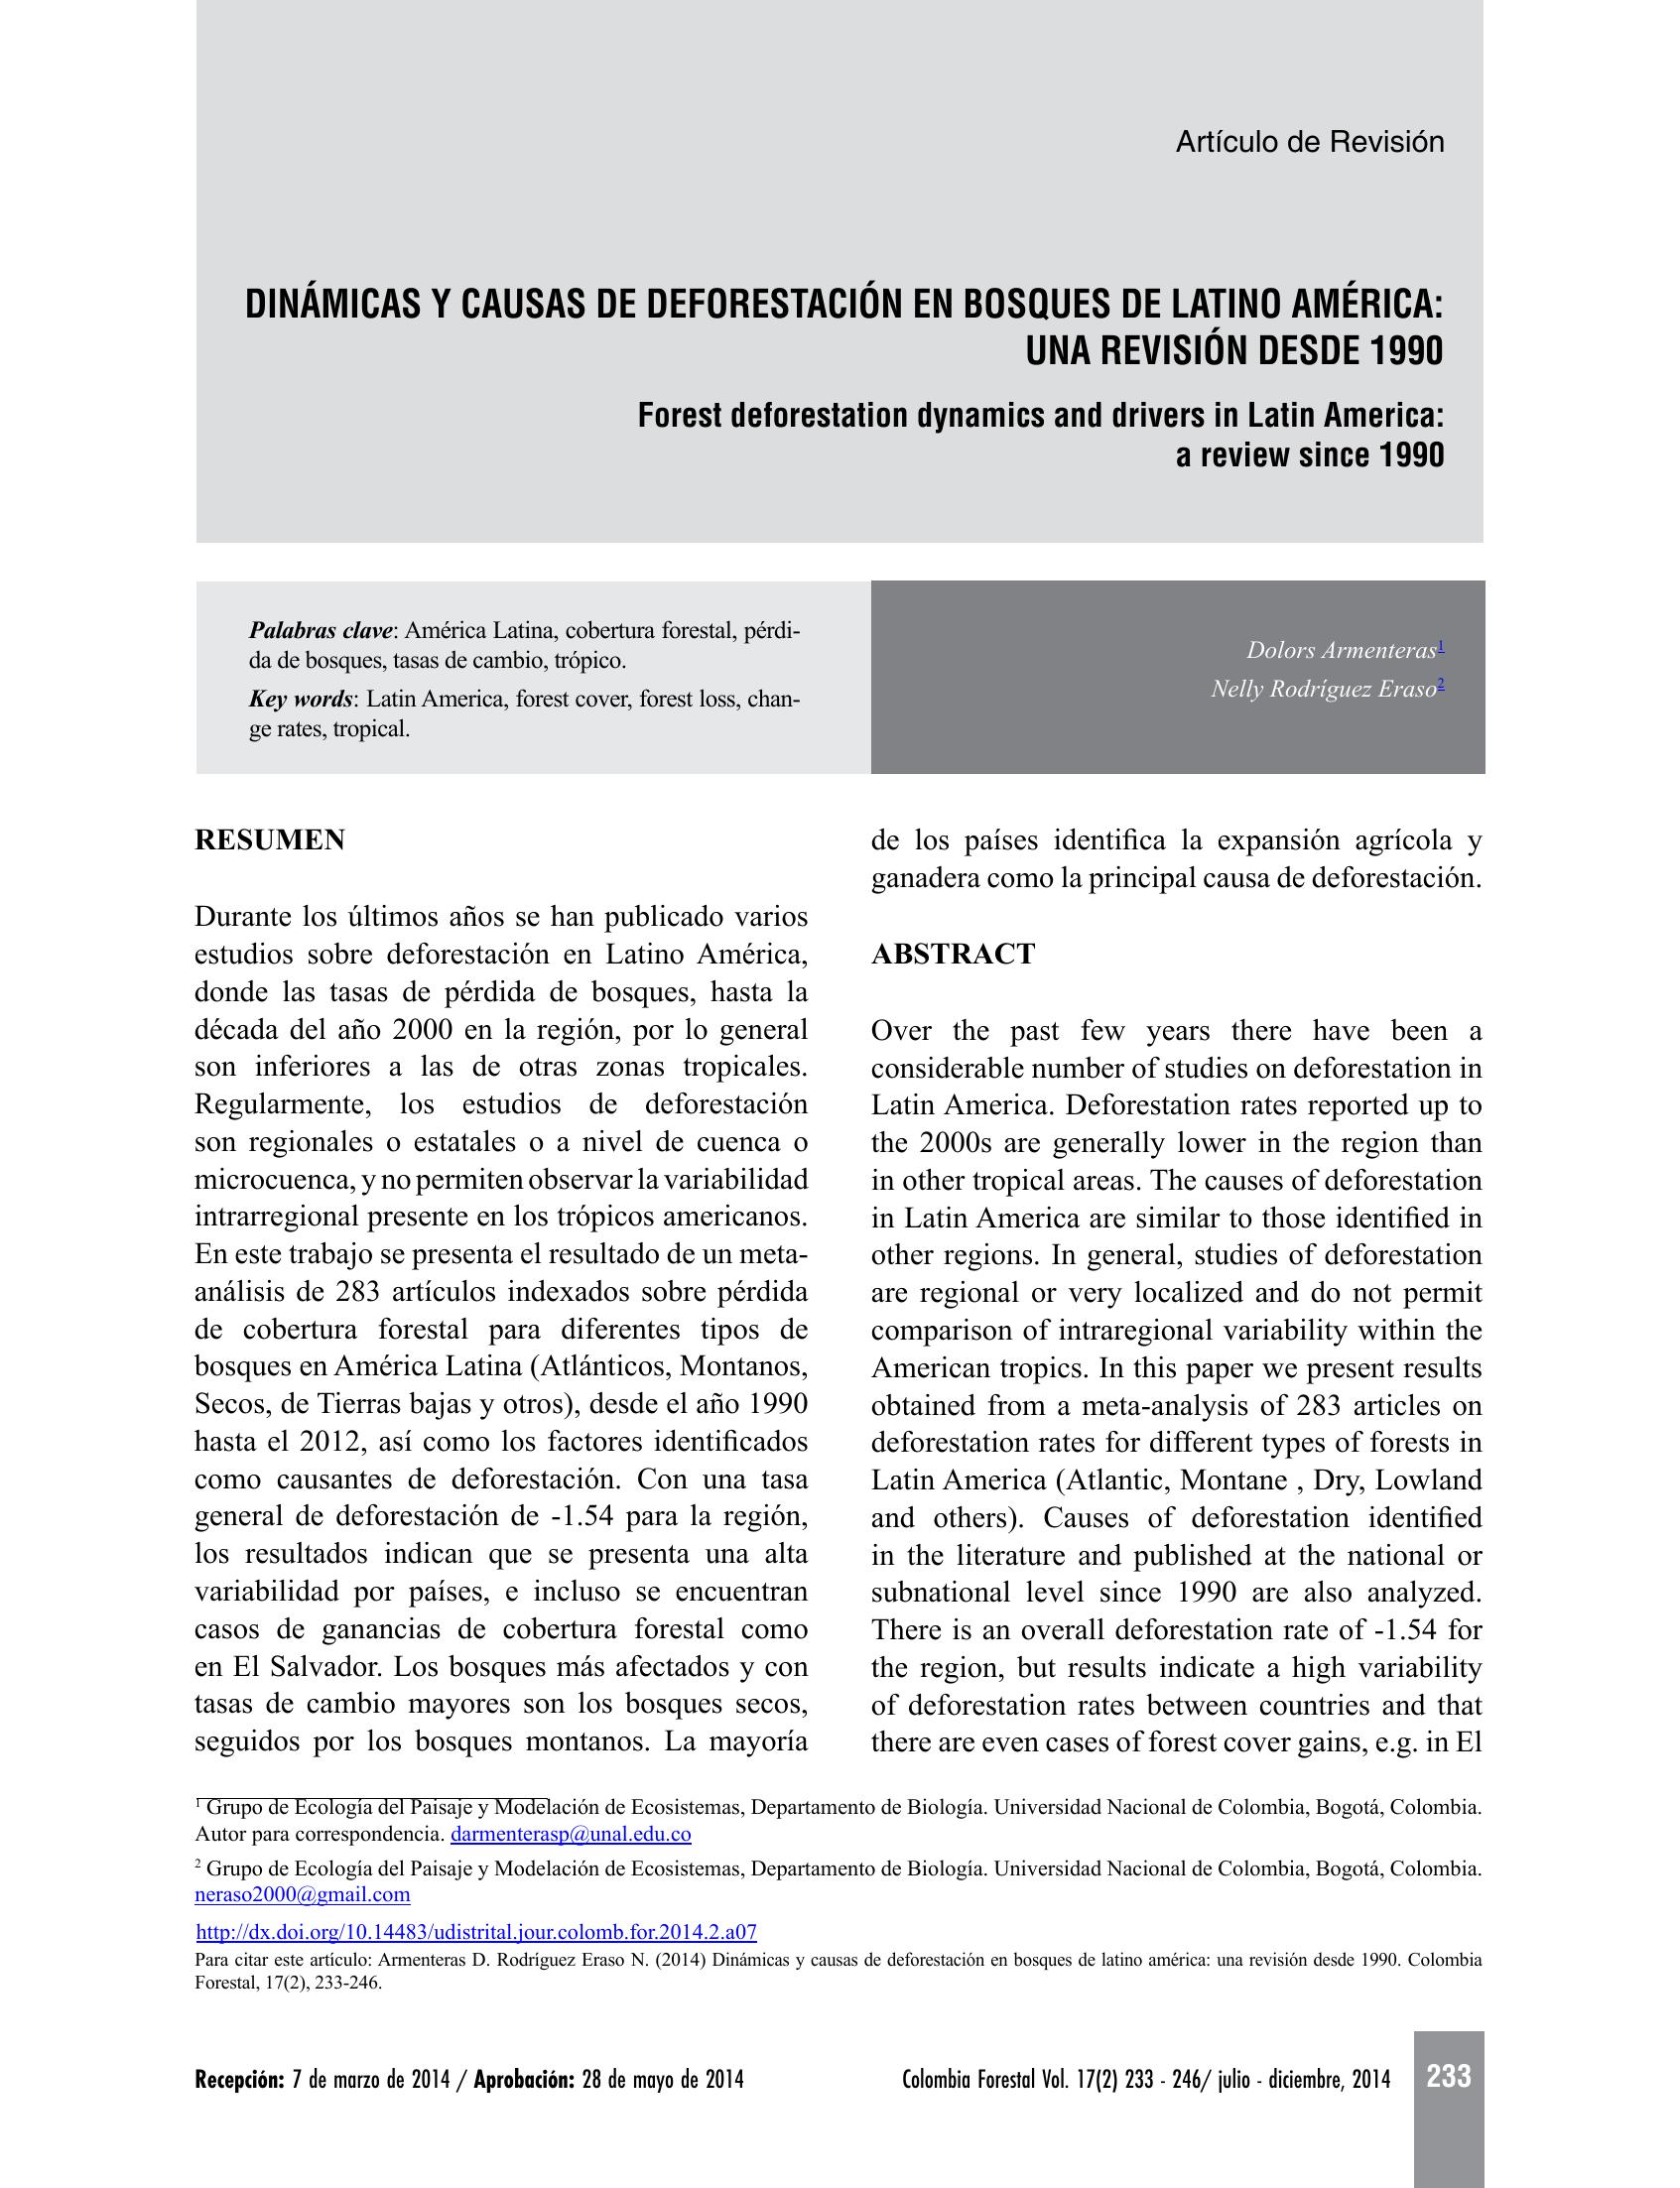 Artículo de Revisión
DINÁMICAS Y CAUSAS DE DEFORESTACIÓN EN BOSQUES DE LATINO AMÉRICA:
UNA REVISIÓN DESDE 1990
Forest deforestation dynamics and drivers in Latin America:
a review since 1990
Palabras clave: América Latina, cobertura forestal, pérdi-
da de bosques, tasas de cambio, trópico.
Key words: Latin America, forest cover, forest loss, chan-
ge rates, tropical.
Dolors Armenteras1
Nelly Rodríguez Eraso2
RESUMEN
Durante los últimos años se han publicado varios
estudios sobre deforestación en Latino América,
donde las tasas de pérdida de bosques, hasta la
década del año 2000 en la región, por lo general
son inferiores a las de otras zonas tropicales.
Regularmente, los estudios de deforestación
son regionales o estatales o a nivel de cuenca o
microcuenca, y no permiten observar la variabilidad
intrarregional presente en los trópicos americanos.
En este trabajo se presenta el resultado de un meta-
análisis de 283 artículos indexados sobre pérdida
de cobertura forestal para diferentes tipos de
bosques en América Latina (Atlánticos, Montanos,
Secos, de Tierras bajas y otros), desde el año 1990
hasta el 2012, así como los factores identificados
como causantes de deforestación. Con una tasa
general de deforestación de -1.54 para la región,
los resultados indican que se presenta una alta
variabilidad por países, e incluso se encuentran
casos de ganancias de cobertura forestal como
en El Salvador. Los bosques más afectados y con
tasas de cambio mayores son los bosques secos,
seguidos por los bosques montanos. La mayoría
de los países identifica la expansión agrícola y
ganadera como la principal causa de deforestación.
ABSTRACT
Over the past few years there have been a
considerable number of studies on deforestation in
Latin America. Deforestation rates reported up to
the 2000s are generally lower in the region than
in other tropical areas. The causes of deforestation
in Latin America are similar to those identified in
other regions. In general, studies of deforestation
are regional or very localized and do not permit
comparison of intraregional variability within the
American tropics. In this paper we present results
obtained from a meta-analysis of 283 articles on
deforestation rates for different types of forests in
Latin America (Atlantic, Montane , Dry, Lowland
and others). Causes of deforestation identified
in the literature and published at the national or
subnational level since 1990 are also analyzed.
There is an overall deforestation rate of -1.54 for
the region, but results indicate a high variability
of deforestation rates between countries and that
there are even cases of forest cover gains, e.g. in El
1 Grupo de Ecología del Paisaje y Modelación de Ecosistemas, Departamento de Biología. Universidad Nacional de Colombia, Bogotá, Colombia.
Autor para correspondencia. darmenterasp@unal.edu.co
2 Grupo de Ecología del Paisaje y Modelación de Ecosistemas, Departamento de Biología. Universidad Nacional de Colombia, Bogotá, Colombia.
neraso2000@gmail.com
http://dx.doi.org/10.14483/udistrital.jour.colomb.for.2014.2.a07
Para citar este artículo: Armenteras D. Rodríguez Eraso N. (2014) Dinámicas y causas de deforestación en bosques de latino américa: una revisión desde 1990. Colombia
Forestal, 17(2), 233-246.
Recepción: 7 de marzo de 2014 / Aprobación: 28 de mayo de 2014
Colombia Forestal Vol. 17(2) 233 - 246/ julio - diciembre, 2014
233